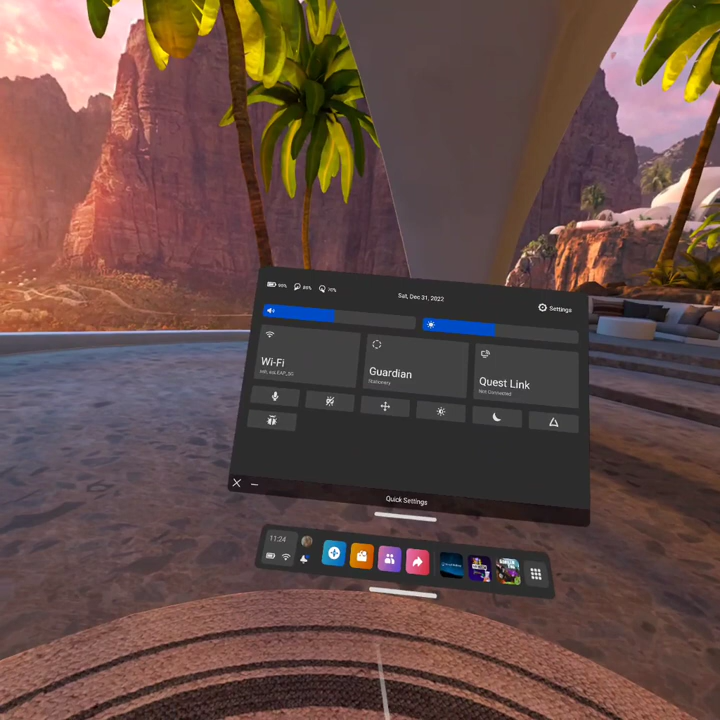 Sat, Dec 31, 2022
Settings
Wi-Fi
Guardian
Stationary
Quest Link
Not Connected
Quick Settings
11:24